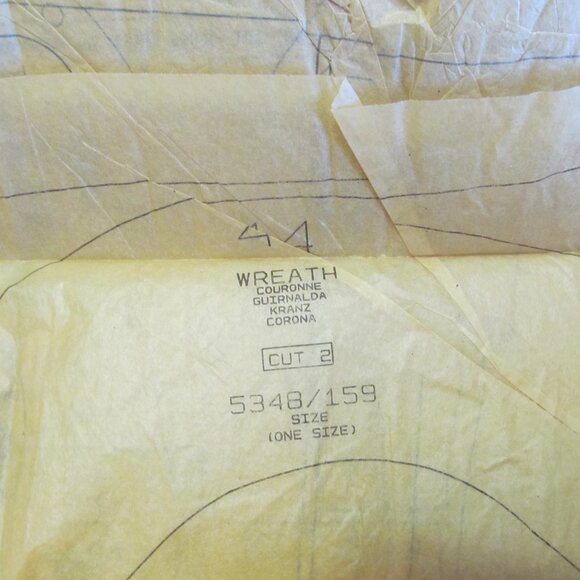 44
WREATH
COURONNE
GUIRNALDA
KRANZ
CORONA
CUT 2
5348/159
SIZE
(ONE SIZE)